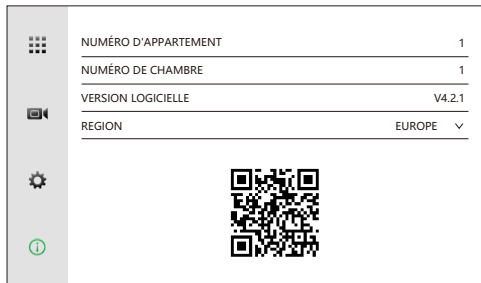 NUMÉRO D'APPARTEMENT 1
NUMÉRO DE CHAMBRE 1
VERSION LOGICIELLE V4.2.1
REGION EUROPE